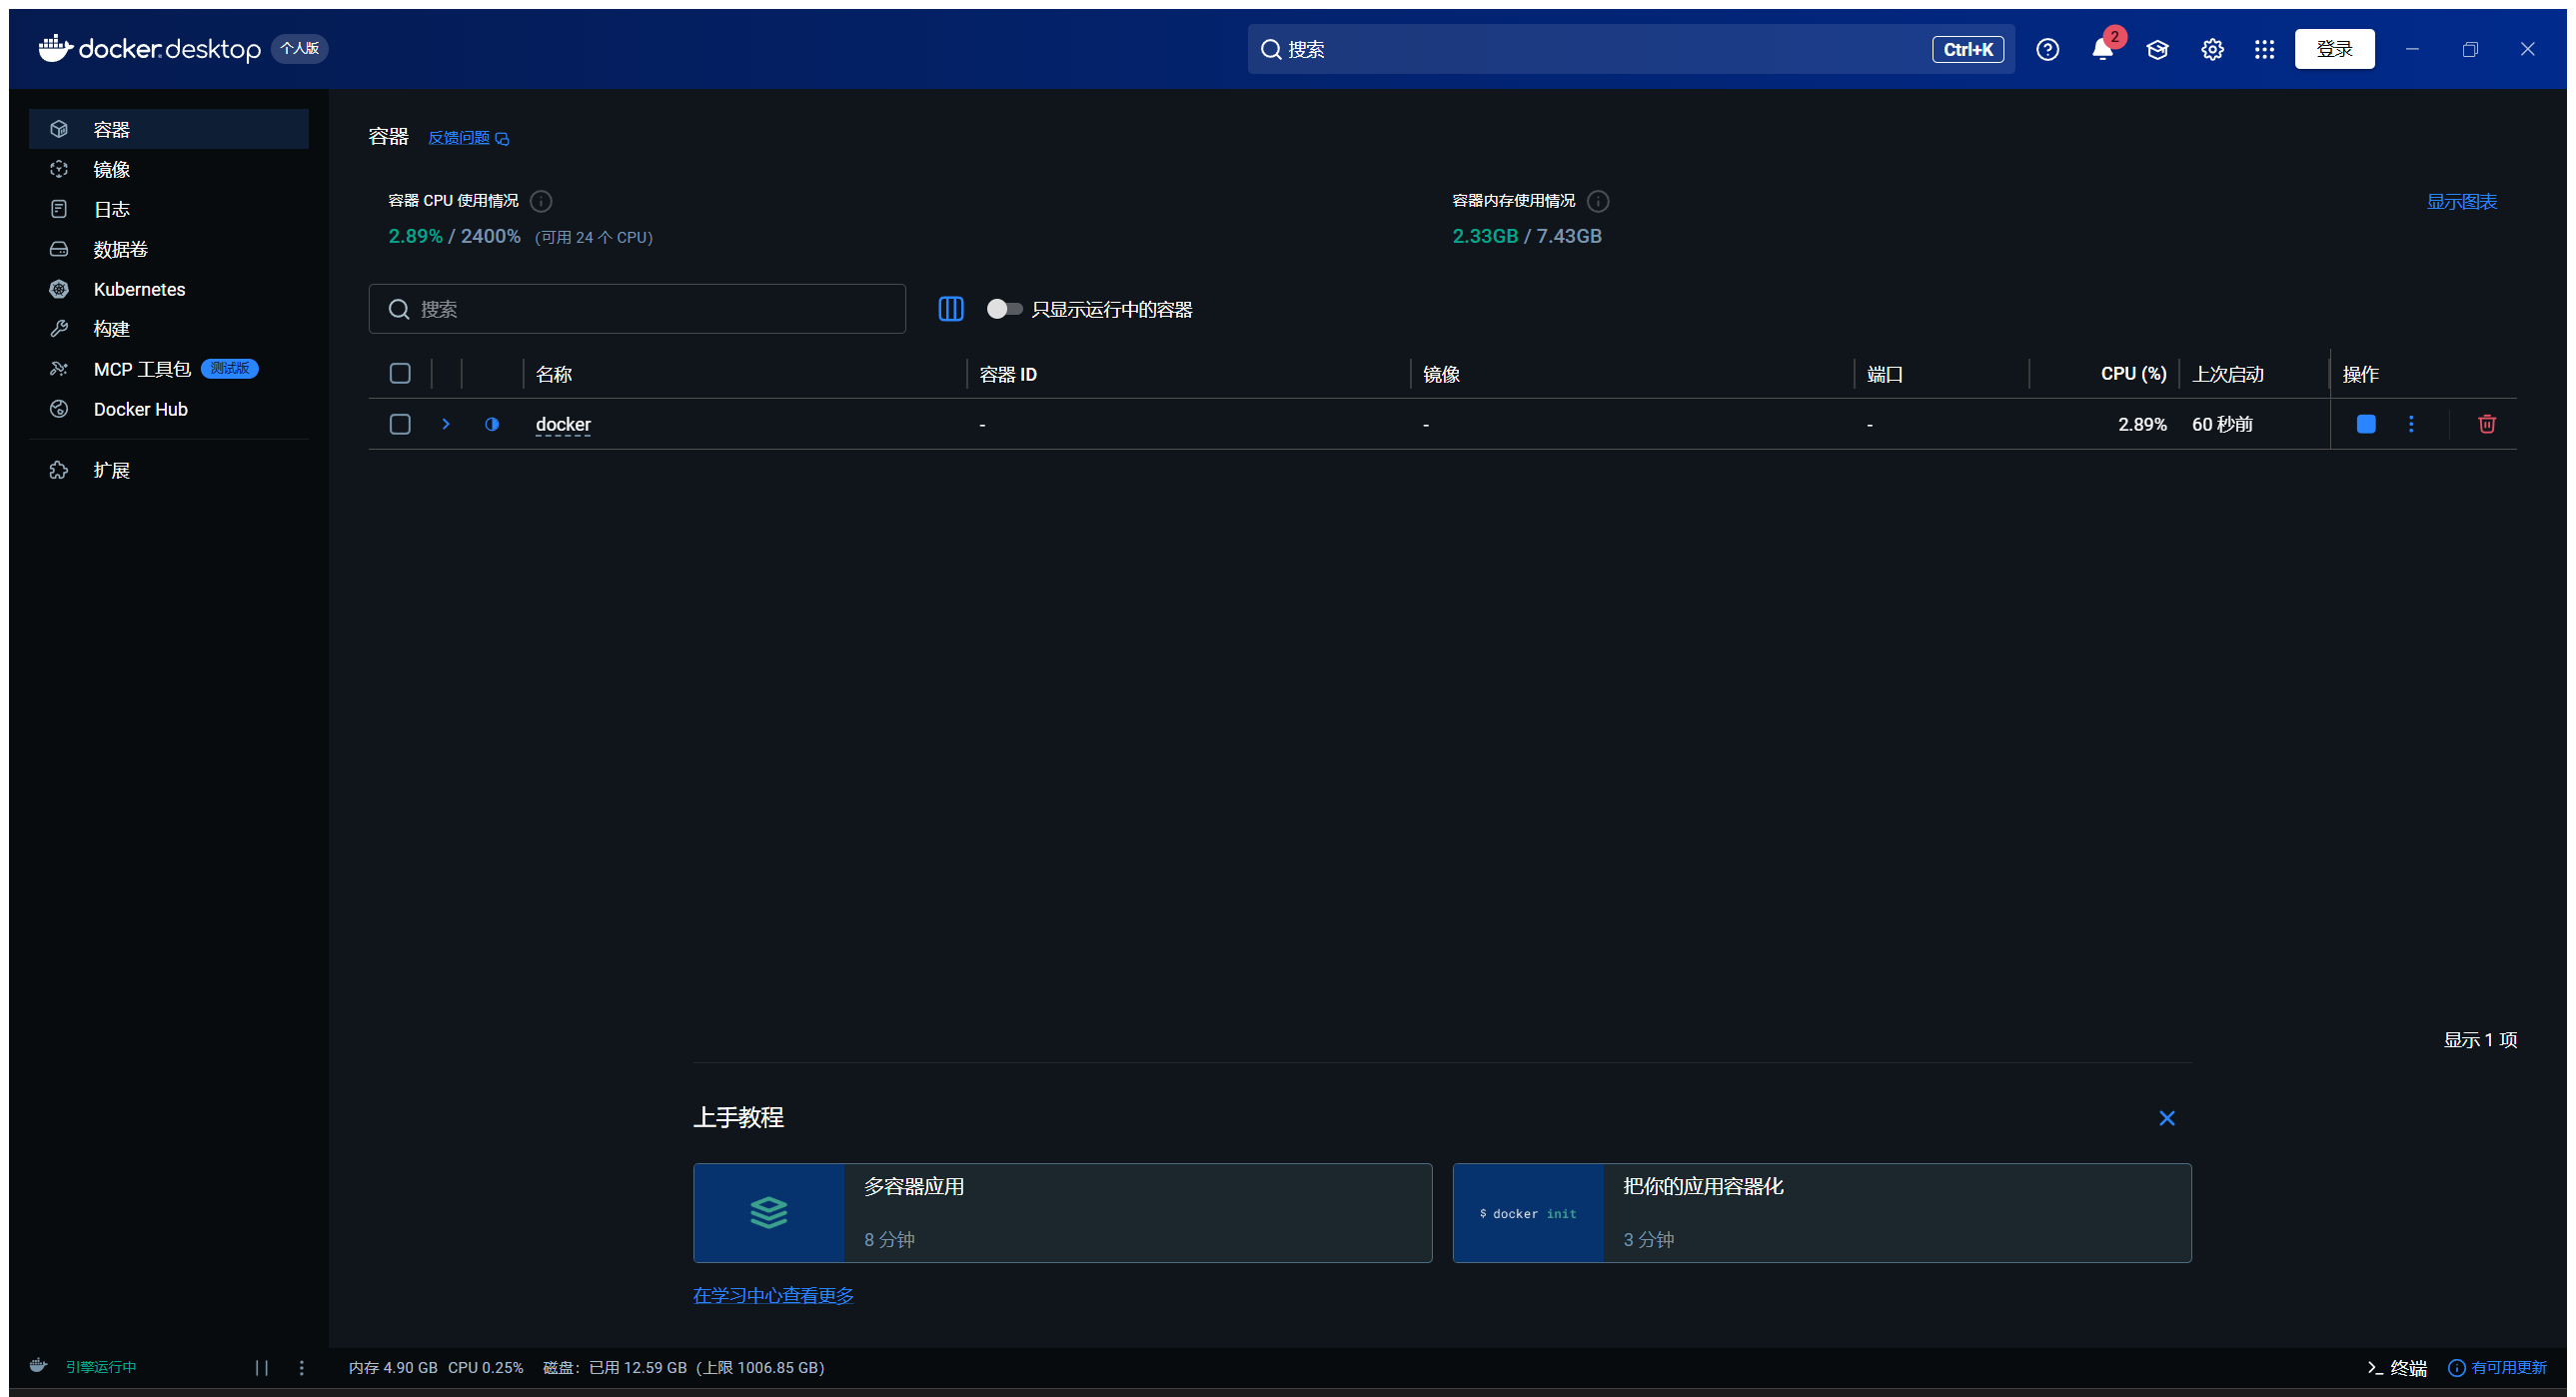 docker.desktop 个人版
搜索 Ctrl+K
2
登录
容器
镜像
日志
数据卷
Kubernetes
构建
MCP 工具包 测试版
Docker Hub
扩展
容器 反馈问题
容器 CPU 使用情况
2.89% / 2400% (可用 24 个 CPU)
容器内存使用情况
2.33GB / 7.43GB
显示图表
搜索
只显示运行中的容器
名称 容器 ID 镜像 端口 CPU (%) 上次启动 操作
docker - - - 2.89% 60 秒前
显示 1 项
上手教程
多容器应用
8 分钟
$ docker init
把你的应用容器化
3 分钟
在学习中心查看更多
引擎运行中
内存 4.90 GB CPU 0.25% 磁盘：已用 12.59 GB (上限 1006.85 GB)
终端
有可用更新